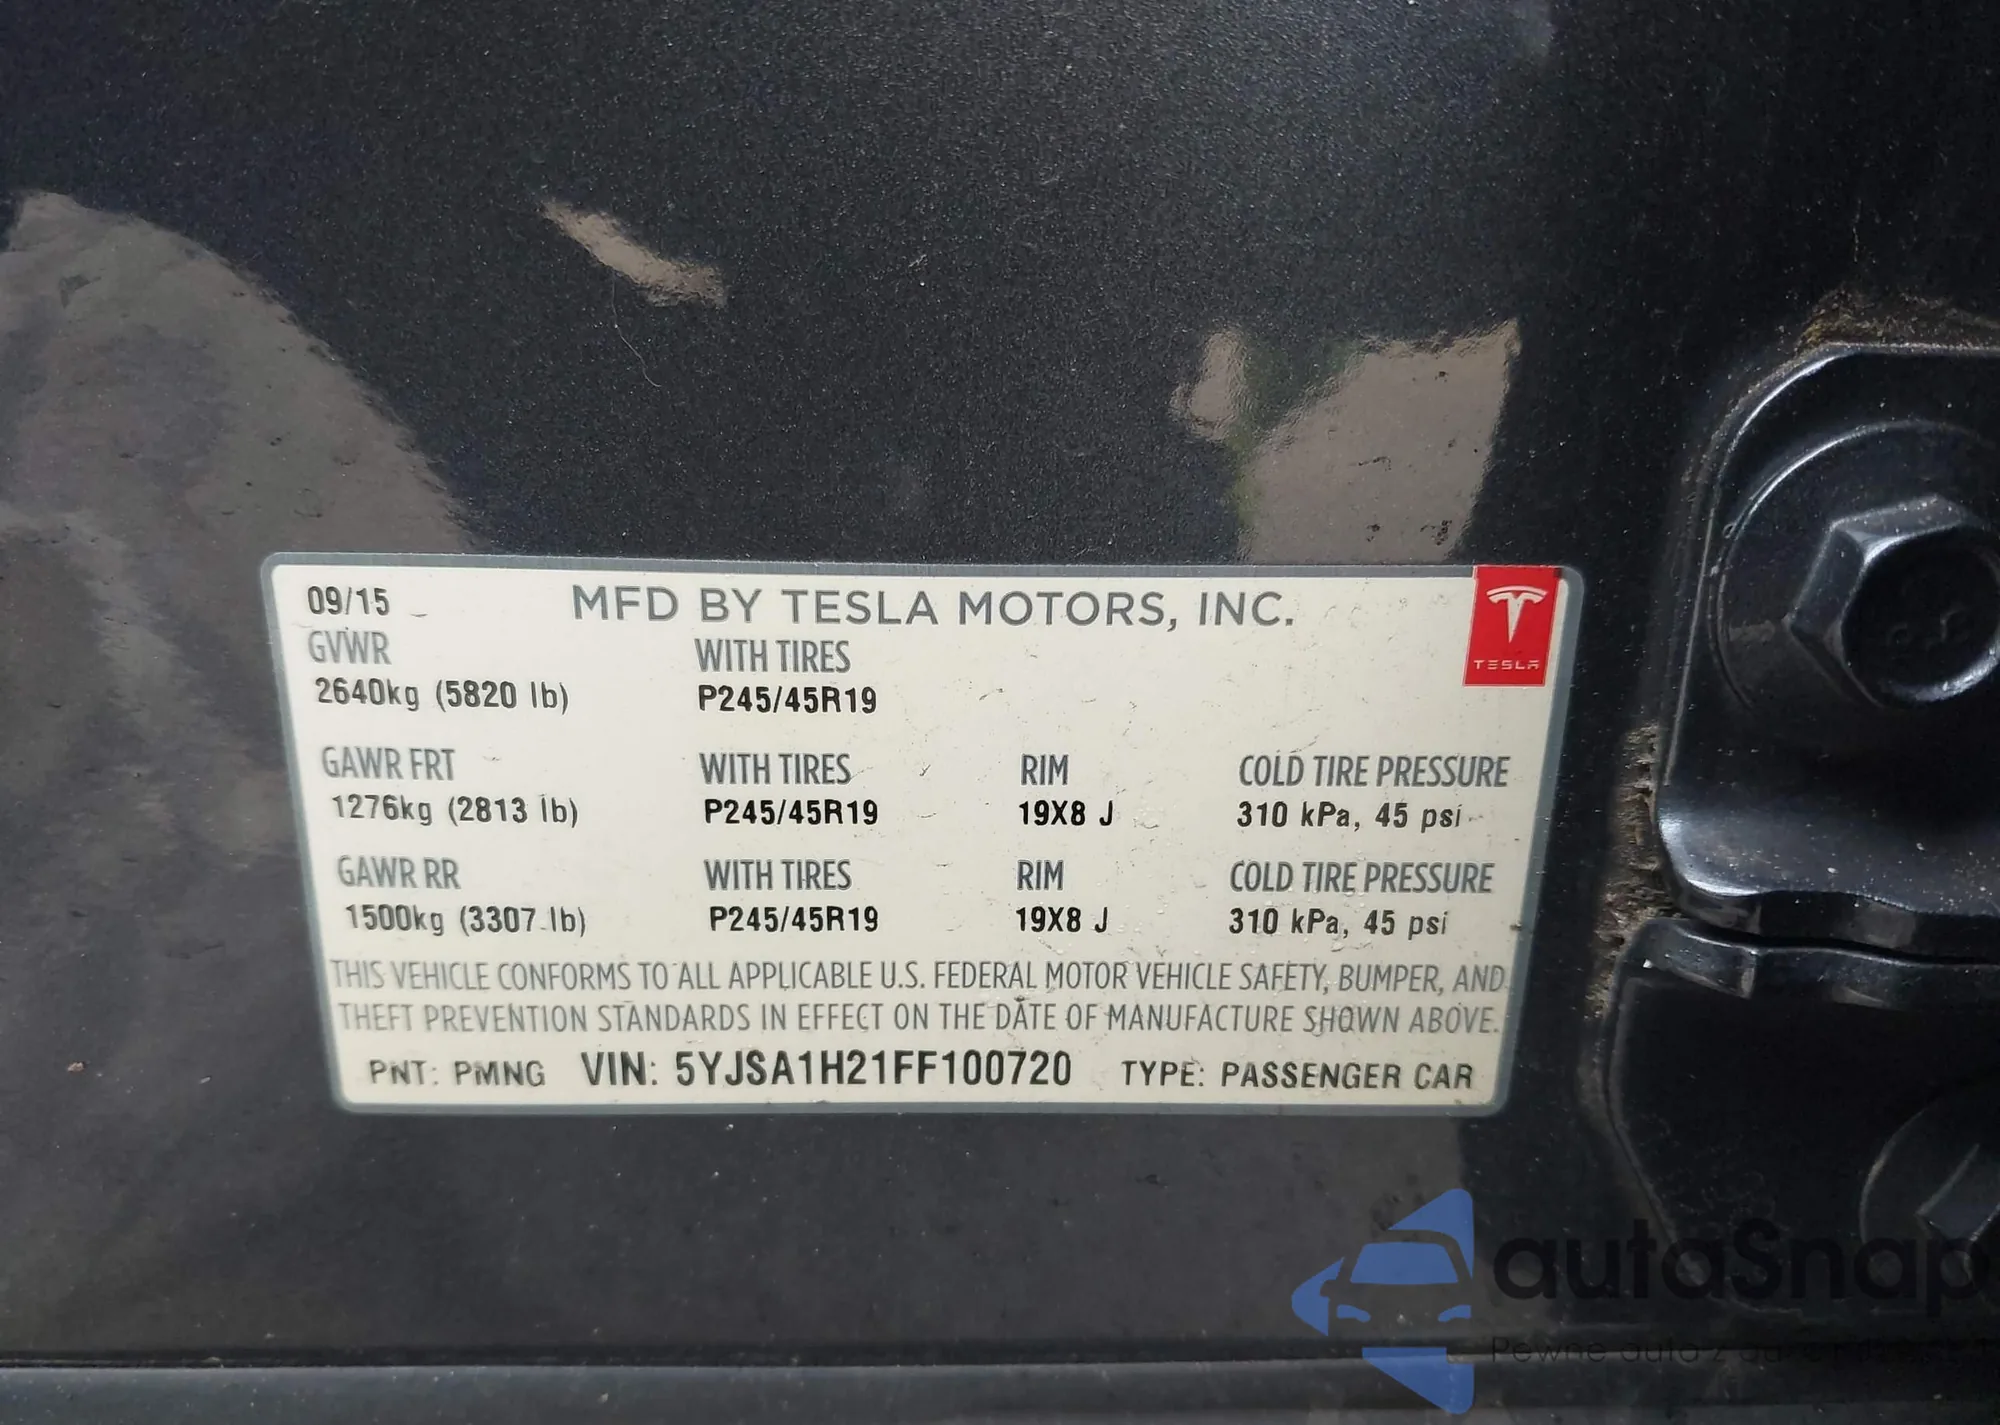 09/15 MFD BY TESLA MOTORS, INC.
TESLA
GVWR WITH TIRES
2640kg (5820 lb) P245/45R19
GAWR FRT WITH TIRES RIM COLD TIRE PRESSURE
1276kg (2813 lb) P245/45R19 19X8 J 310 kPa, 45 psi
GAWR RR WITH TIRES RIM COLD TIRE PRESSURE
1500kg (3307 lb) P245/45R19 19X8 J 310 kPa, 45 psi
THIS VEHICLE CONFORMS TO ALL APPLICABLE U.S. FEDERAL MOTOR VEHICLE SAFETY, BUMPER, AND
THEFT PREVENTION STANDARDS IN EFFECT ON THE DATE OF MANUFACTURE SHOWN ABOVE.
PNT: PMNG VIN: 5YJSA1H21FF100720 TYPE: PASSENGER CAR
autaSnap
Pewne auta z